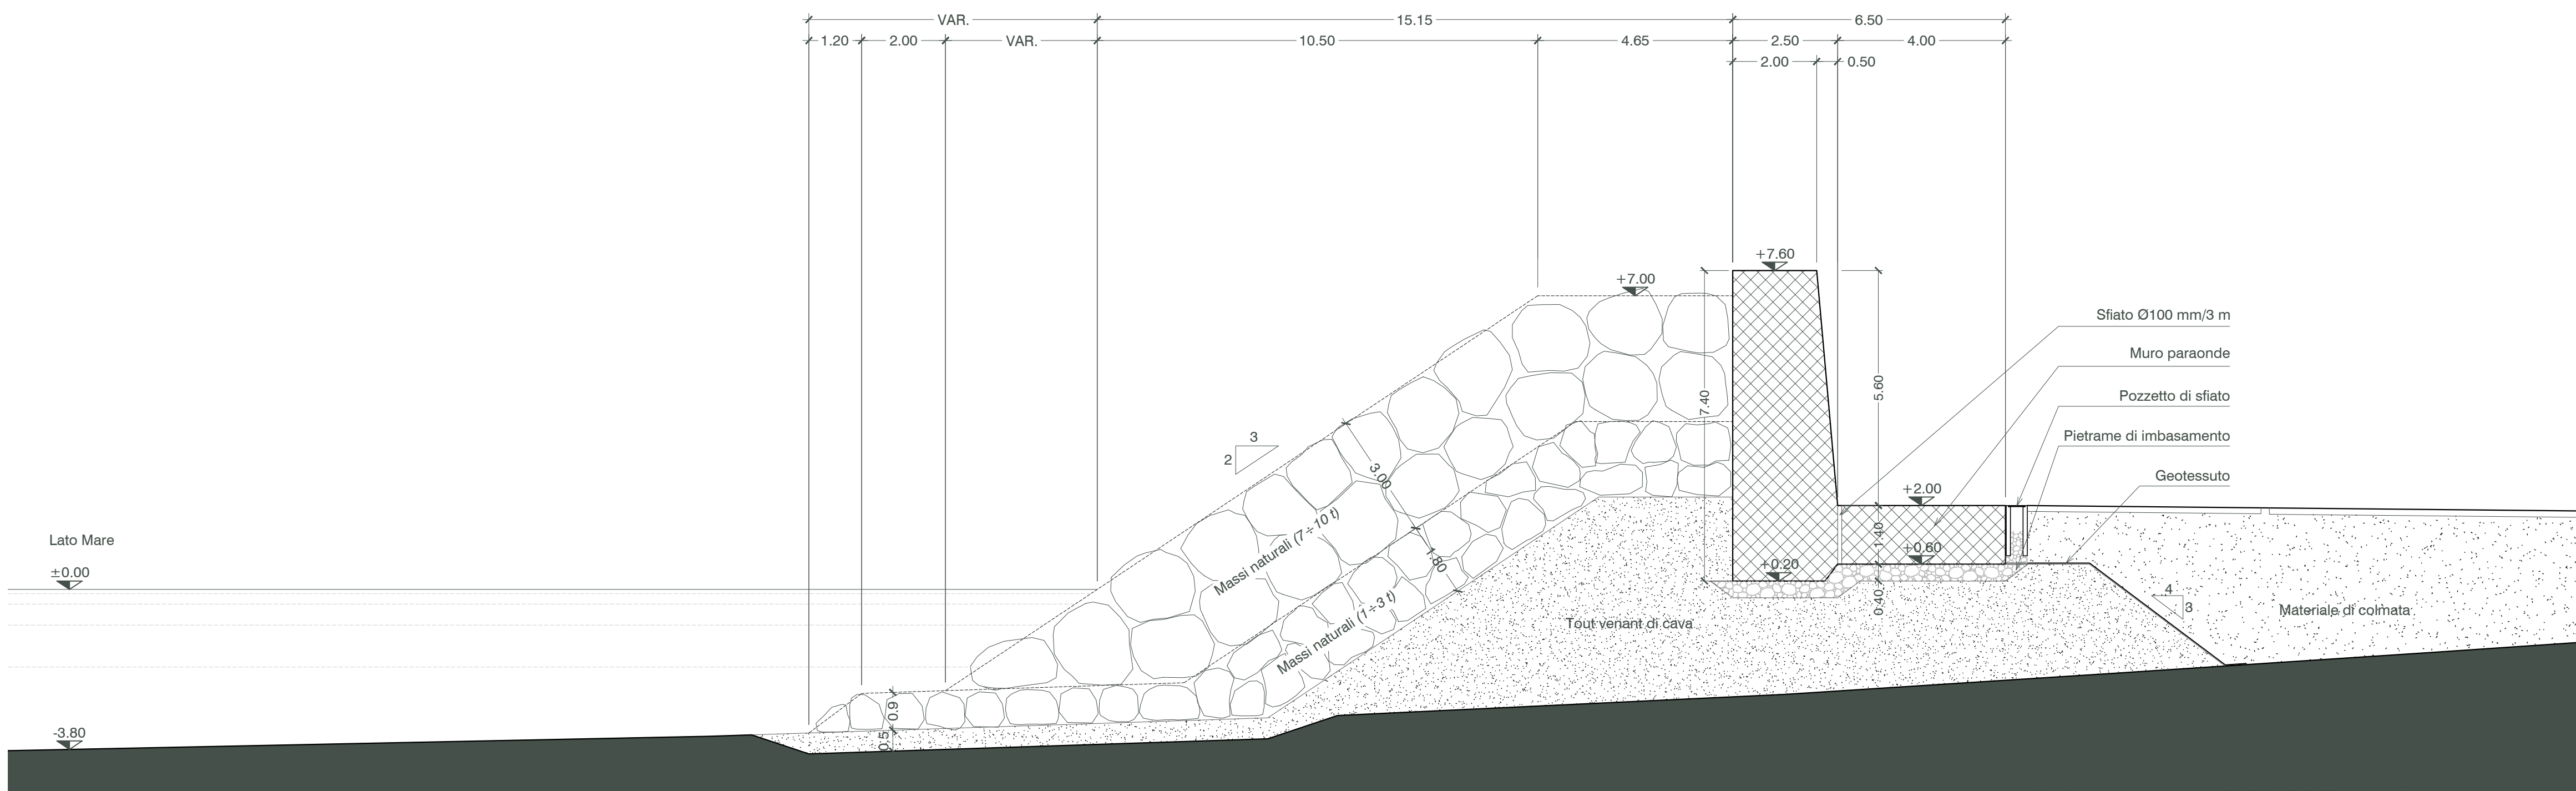 VAR.
15.15
6.50
1.20
2.00
VAR.
10.50
4.65
2.50
4.00
2.00
0.50
+7.60
+7.00
Sfiato Ø100 mm/3 m
Muro paraonde
5.60
7.40
Pozzetto di sfiato
3
2
Pietrame di imbasamento
3.00
Geotessuto
+2.00
Massi naturali (7÷10 t)
1.40
Lato Mare
+0.60
1.80
±0.00
+0.20
4
3
0.40
Materiale di colmata
Massi naturali (1÷3 t)
Tout venant di cava
0.9
-3.80
0.5